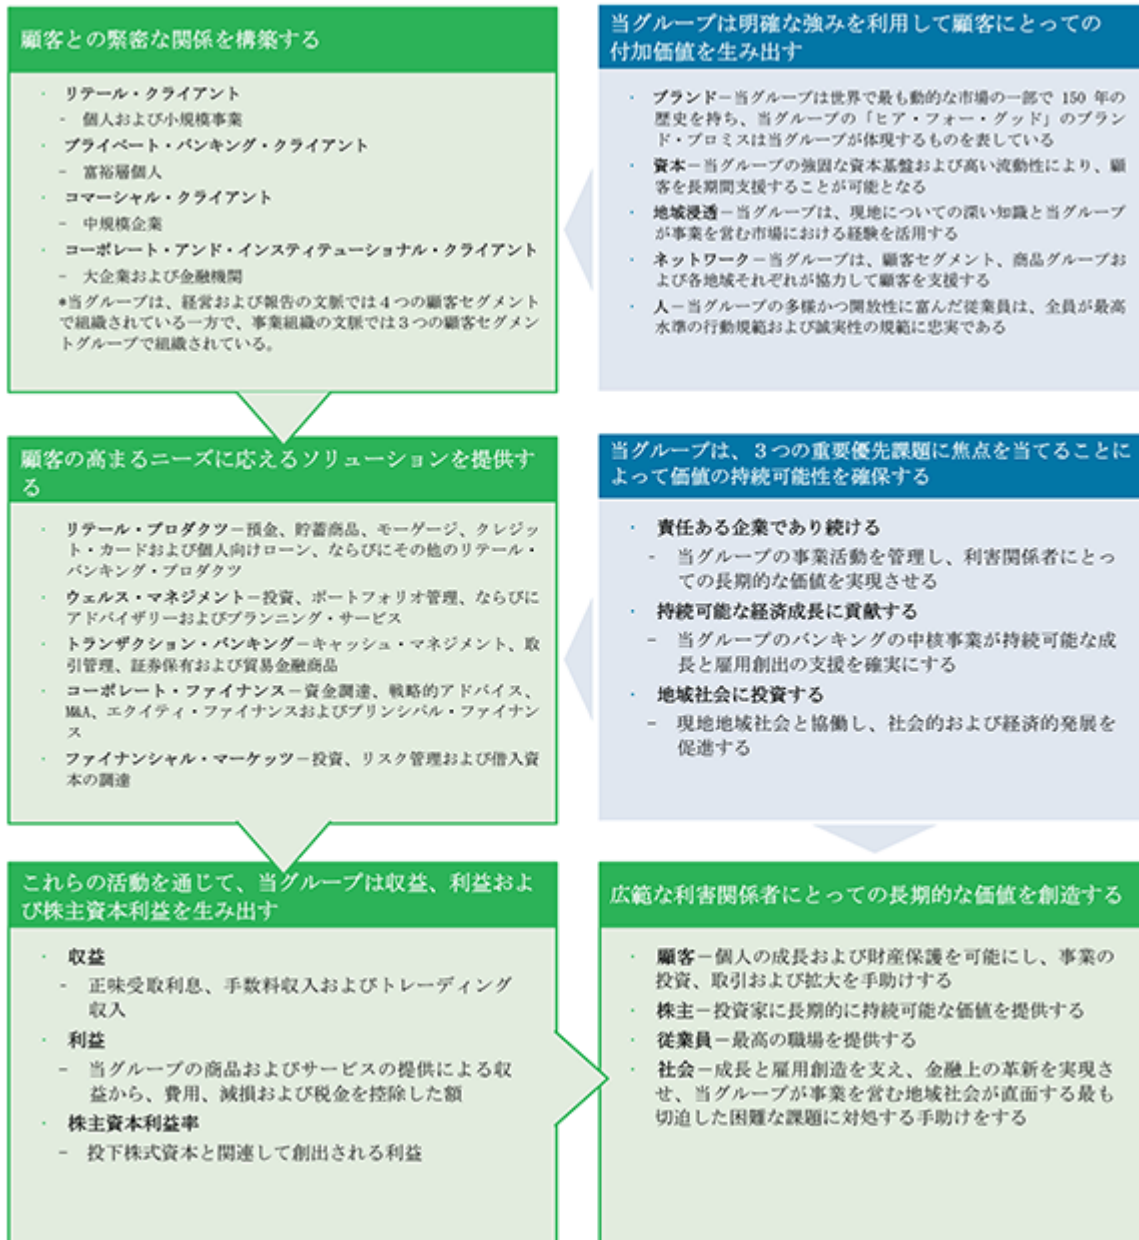 顧客との緊密な関係を構築する
· リテール・クライアント
- 個人および小規模事業
· プライベート・バンキング・クライアント
- 富裕層個人
· コマーシャル・クライアント
- 中規模企業
· コーポレート・アンド・インスティテューショナル・クライアント
- 大企業および金融機関
*当グループは、経営および報告の文脈では4つの顧客セグメント
で組織されている一方で、事業組織の文脈では3つの顧客セグメン
トグループで組織されている。
当グループは明確な強みを利用して顧客にとっての
付加価値を生み出す
· ブランド－当グループは世界で最も動的な市場の一部で 150 年の
歴史を持ち、当グループの「ヒア・フォー・グッド」のブラン
ド・プロミスは当グループが体現するものを表している
· 資本－当グループの強固な資本基盤および高い流動性により、顧
客を長期間支援することが可能となる
· 地域浸透－当グループは、現地についての深い知識と当グループ
が事業を営む市場における経験を活用する
· ネットワーク－当グループは、顧客セグメント、商品グループお
よび各地域それぞれが協力して顧客を支援する
· 人－当グループの多様かつ開放性に富んだ従業員は、全員が最高
水準の行動規範および誠実性の規範に忠実である
顧客の高まるニーズに応えるソリューションを提供す
る
· リテール・プロダクツ－預金、貯蓄商品、モーゲージ、クレジッ
ト・カードおよび個人向けローン、ならびにその他のリテール・
バンキング・プロダクツ
· ウェルス・マネジメント－投資、ポートフォリオ管理、ならびに
アドバイザリーおよびプランニング・サービス
· トランザクション・バンキング－キャッシュ・マネジメント、取
引管理、証券保有および貿易金融商品
· コーポレート・ファイナンス－資金調達、戦略的アドバイス、
M&A、エクイティ・ファイナンスおよびプリンシパル・ファイナン
ス
· ファイナンシャル・マーケッツ－投資、リスク管理および借入資
本の調達
当グループは、3つの重要優先課題に焦点を当てることに
よって価値の持続可能性を確保する
· 責任ある企業であり続ける
- 当グループの事業活動を管理し、利害関係者にとっ
ての長期的な価値を実現させる
· 持続可能な経済成長に貢献する
- 当グループのバンキングの中核事業が持続可能な成
長と雇用創出の支援を確実にする
· 地域社会に投資する
- 現地地域社会と協働し、社会的および経済的発展を
促進する
これらの活動を通じて、当グループは収益、利益およ
び株主資本利益を生み出す
· 収益
- 正味受取利息、手数料収入およびトレーディング
収入
· 利益
- 当グループの商品およびサービスの提供による収
益から、費用、減損および税金を控除した額
· 株主資本利益率
- 投下株式資本と関連して創出される利益
広範な利害関係者にとっての長期的な価値を創造する
· 顧客－個人の成長および財産保護を可能にし、事業の
投資、取引および拡大を手助けする
· 株主－投資家に長期的に持続可能な価値を提供する
· 従業員－最高の職場を提供する
· 社会－成長と雇用創造を支え、金融上の革新を実現さ
せ、当グループが事業を営む地域社会が直面する最も
切迫した困難な課題に対処する手助けをする